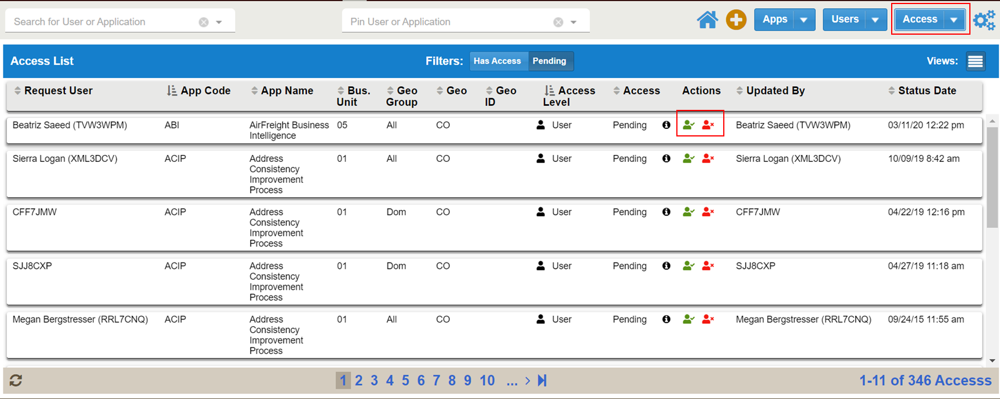 Search for User or Application Pin User or Application Apps Users Access
Access List Filters: Has Access Pending Views:
Request User App Code App Name Bus. Unit Geo Group Geo Geo ID Access Level Access Actions Updated By Status Date
Beatriz Saeed (TVW3WPM) ABI AirFreight Business 05 All CO User Pending Beatriz Saeed (TVW3WPM) 03/11/20 12:22 pm
Intelligence
Sierra Logan (XML3DCV) ACIP Address 01 All CO User Pending Sierra Logan (XML3DCV) 10/09/19 8:42 am
Consistency
Improvement
Process
CFF7JMW ACIP Address 01 Dom CO User Pending CFF7JMW 04/22/19 12:16 pm
Consistency
Improvement
Process
SJJ8CXP ACIP Address 01 Dom CO User Pending SJJ8CXP 04/27/19 11:18 am
Consistency
Improvement
Process
Megan Bergstresser (RRL7CNQ) ACIP Address 01 All CO User Pending Megan Bergstresser (RRL7CNQ) 09/24/15 11:55 am
Consistency
Improvement
Process
1 2 3 4 5 6 7 8 9 10 ... 1-11 of 346 Accesss